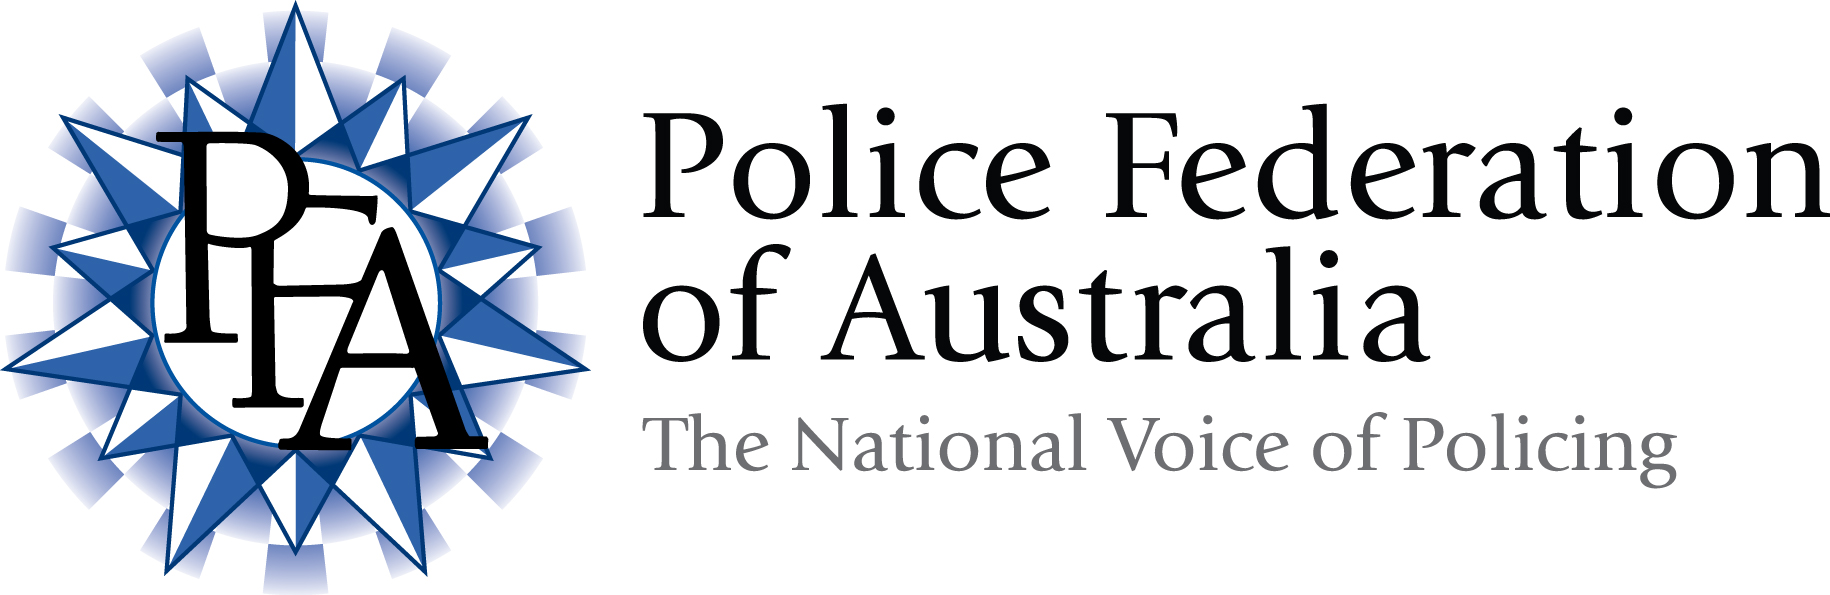 PFA
Police Federation
of Australia
The National Voice of Policing